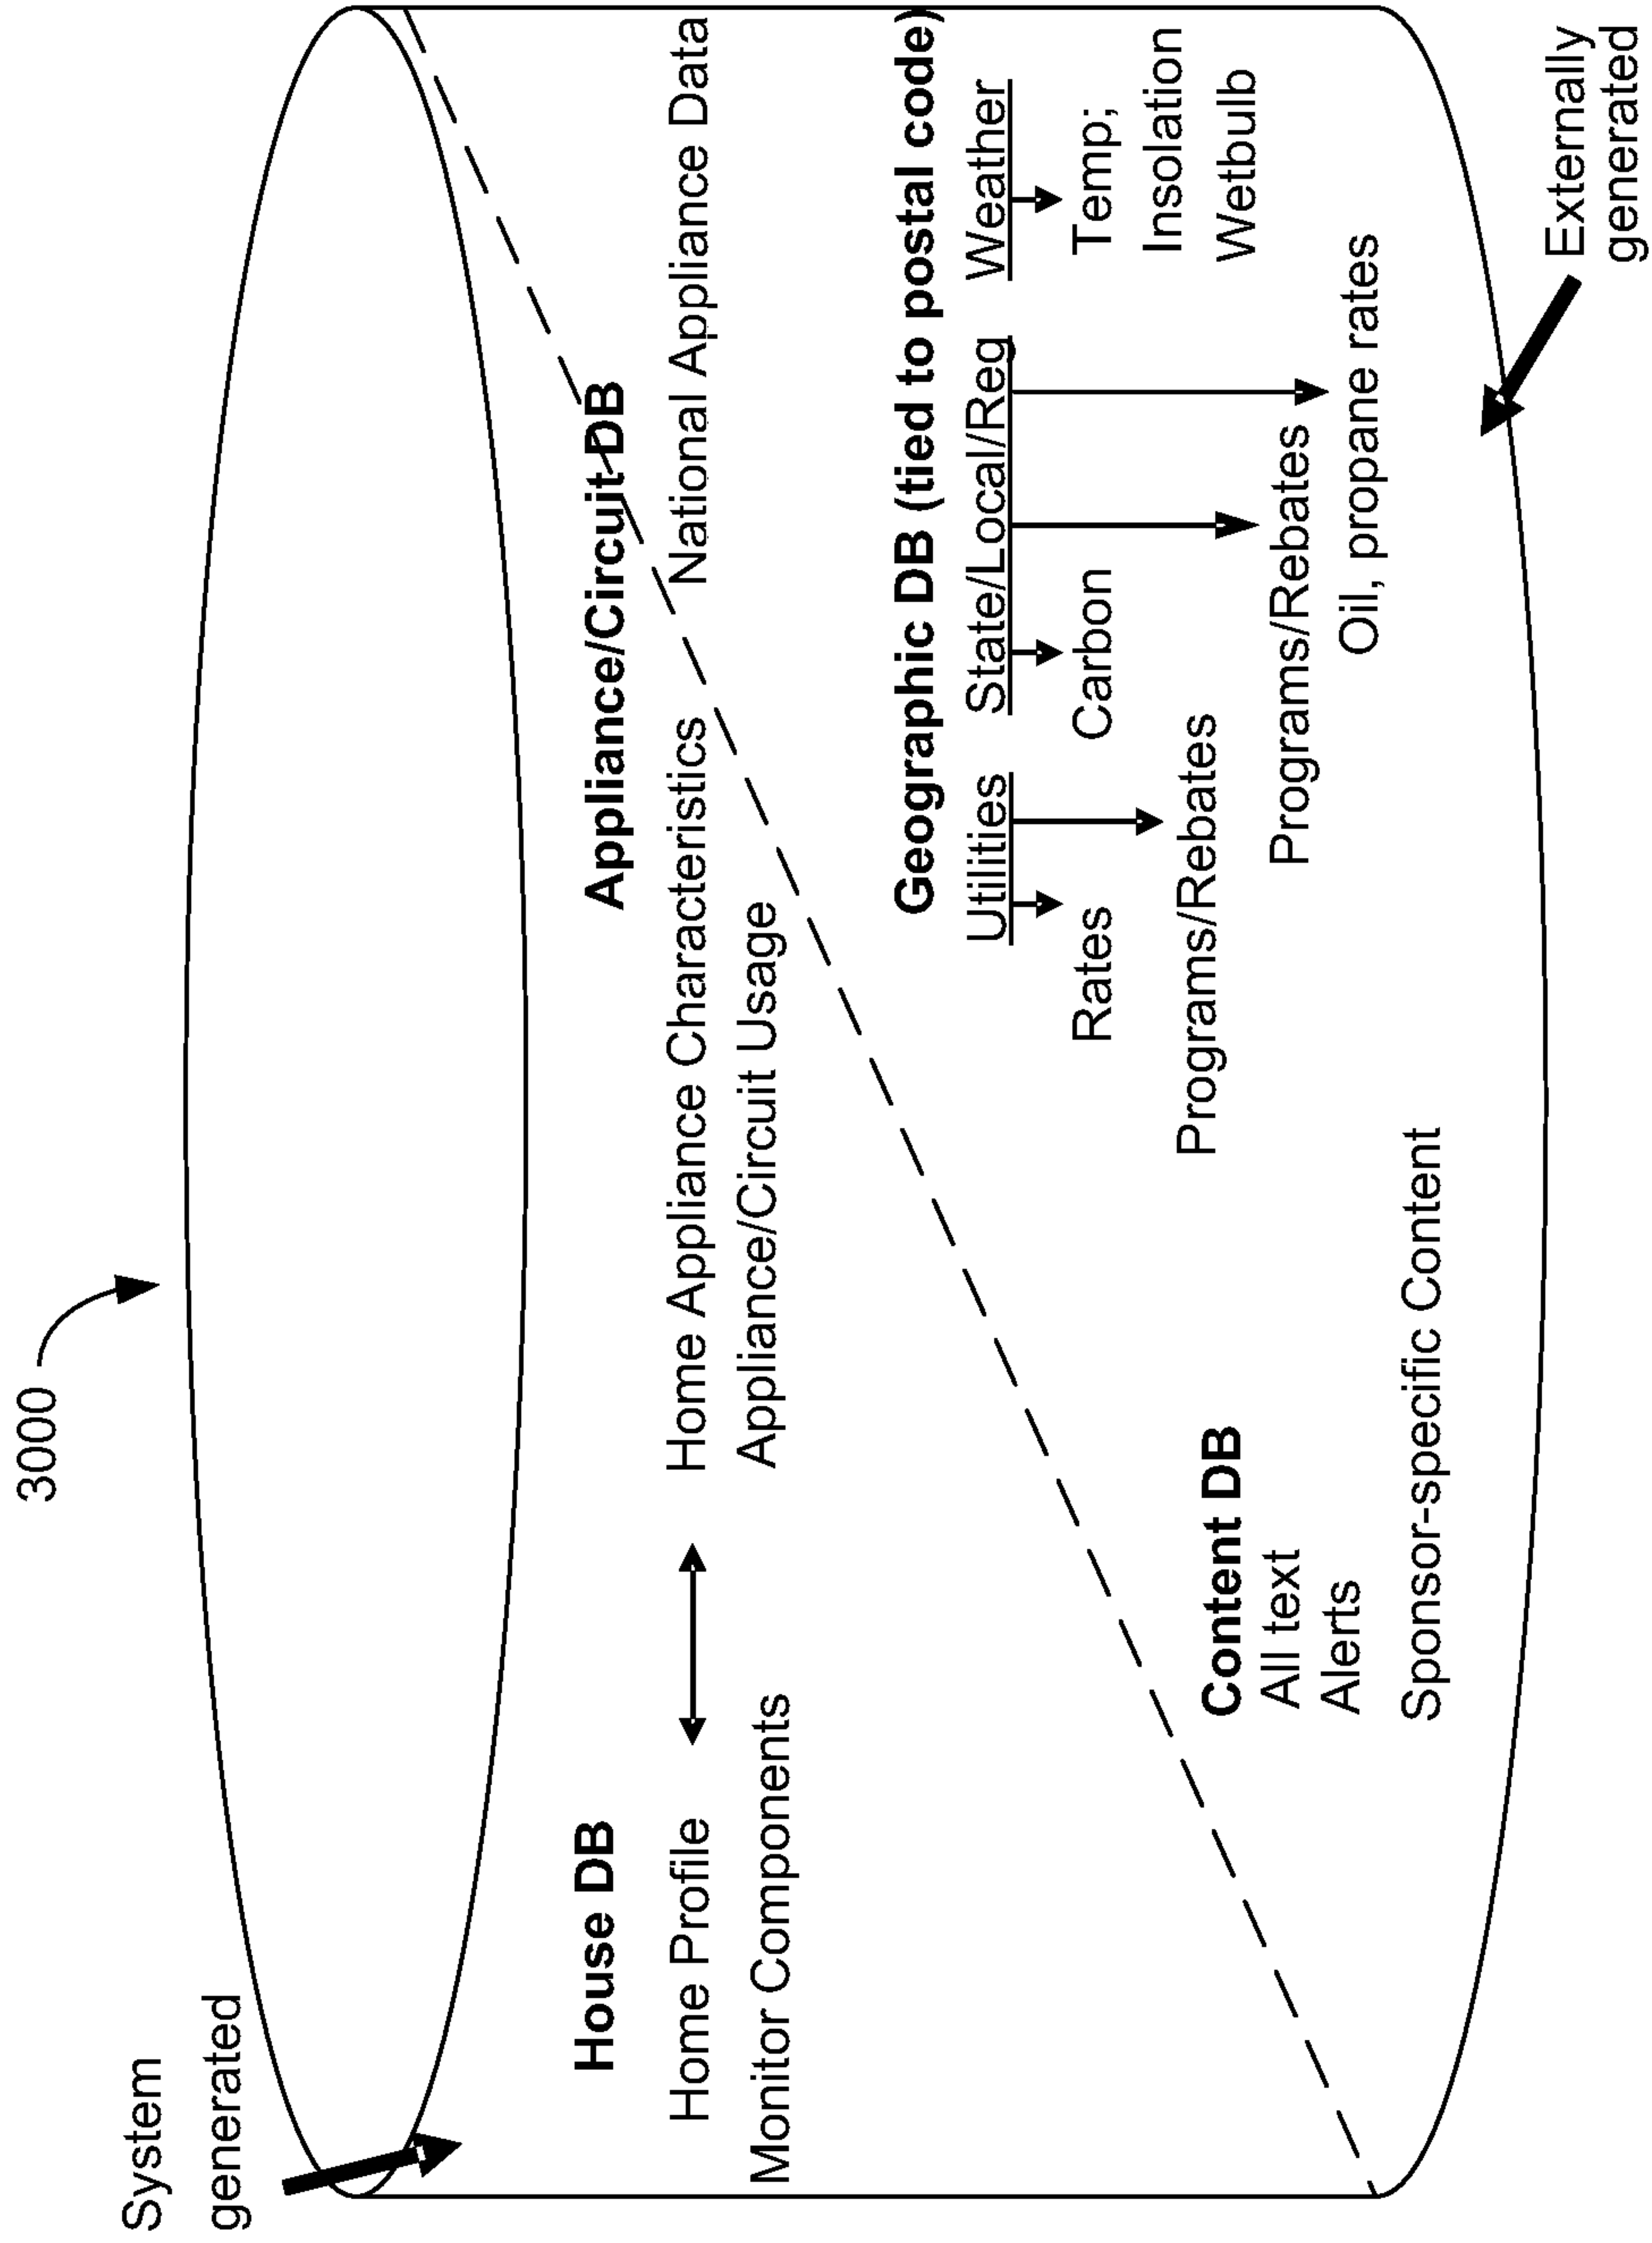 3000
System
generated
House DB
Home Profile
Monitor Components
Appliance/Circuit DB
Home Appliance Characteristics
Appliance/Circuit Usage
National Appliance Data
Geographic DB (tied to postal code)
Utilities
Rates
Programs/Rebates
State/Local/Reg
Carbon
Programs/Rebates
Oil, propane rates
Weather
Temp;
Insolation
Wetbulb
Content DB
All text
Alerts
Sponsor-specific Content
Externally
generated